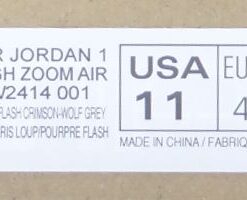 R JORDAN 1
GH ZOOM AIR
V2414 001
FLASH CRIMSON-WOLF GREY
RIS LOUP/POURPRE FLASH
USA
11
EU
4
MADE IN CHINA / FABRIQ